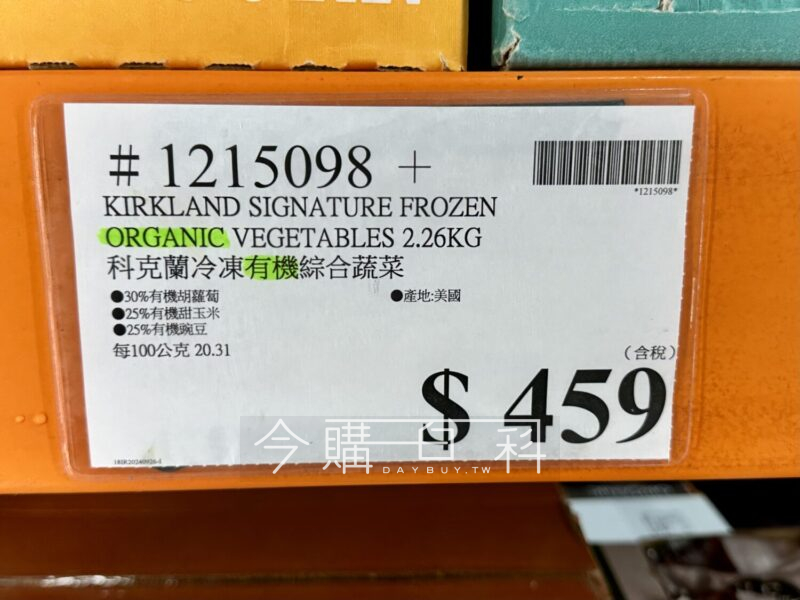 # 1215098 +
*1215098*
KIRKLAND SIGNATURE FROZEN
ORGANIC VEGETABLES 2.26KG
科克蘭冷凍有機綜合蔬菜
●30%有機胡蘿蔔
●產地:美國
●25%有機甜玉米
●25%有機豌豆
每100公克 20.31
(含稅)
$ 459
今購百科
DAYBUY.TW